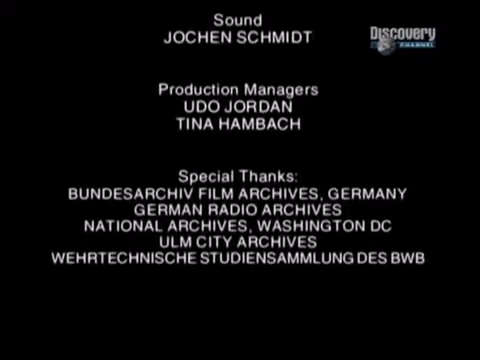 Sound
JOCHEN SCHMIDT
Discovery
CHANNEL
Production Managers
UDO JORDAN
TINA HAMBACH
Special Thanks:
BUNDESARCHIV FILM ARCHIVES, GERMANY
GERMAN RADIO ARCHIVES
NATIONAL ARCHIVES, WASHINGTON DC
ULM CITY ARCHIVES
WEHRTECHNISCHE STUDIENSAMMLUNG DES BWB